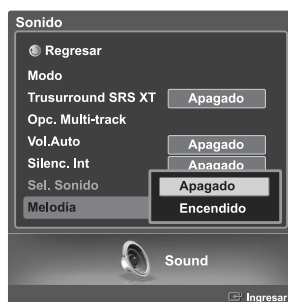 Sonido
Regresar
Modo
Trusurround SRS XT Apagado
Opc. Multi-track
Vol.Auto Apagado
Silenc. Int Apagado
Sel. Sonido Apagado
Melodía Encendido
Sound
Ingresar